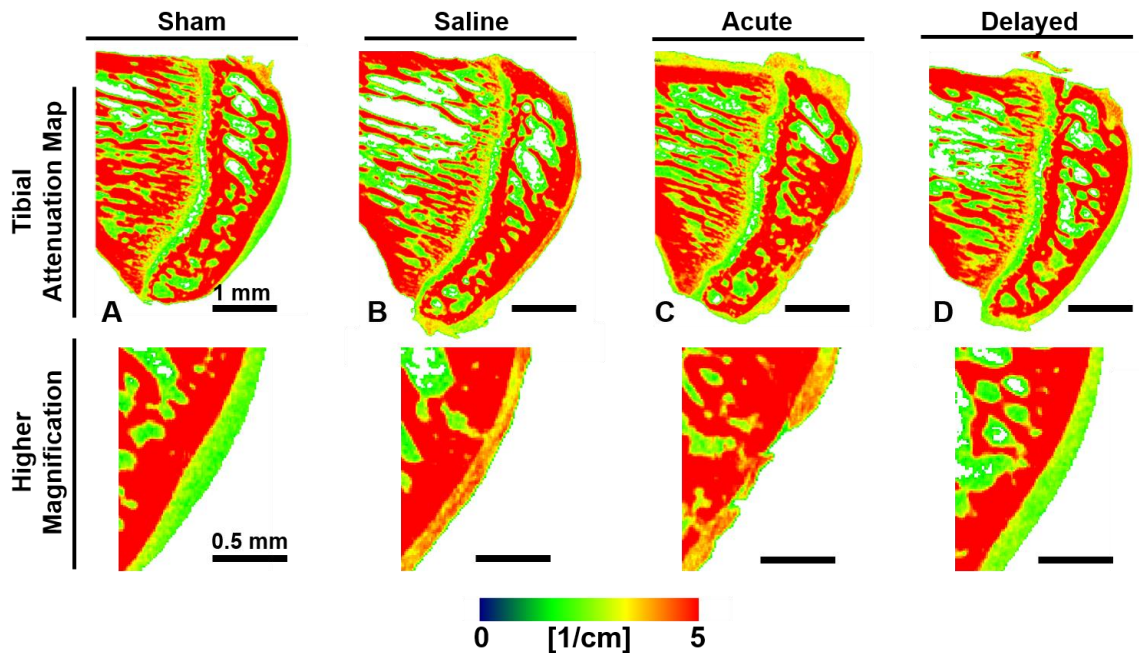 Sham Saline Acute Delayed
Tibial
Attenuation Map
1 mm
A B C D
Higher
Magnification
0.5 mm
0 [1/cm] 5